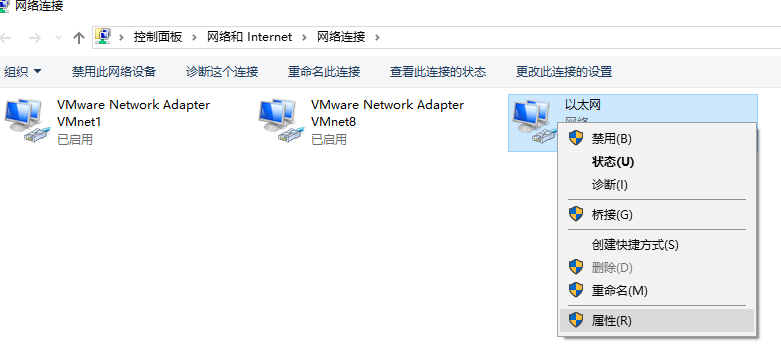 网络连接
控制面板 › 网络和 Internet › 网络连接 ›
组织 禁用此网络设备 诊断这个连接 重命名此连接 查看此连接的状态 更改此连接的设置
VMware Network Adapter
VMnet1
已启用
VMware Network Adapter
VMnet8
已启用
以太网
网络
禁用(B)
状态(U)
诊断(I)
桥接(G)
创建快捷方式(S)
删除(D)
重命名(M)
属性(R)